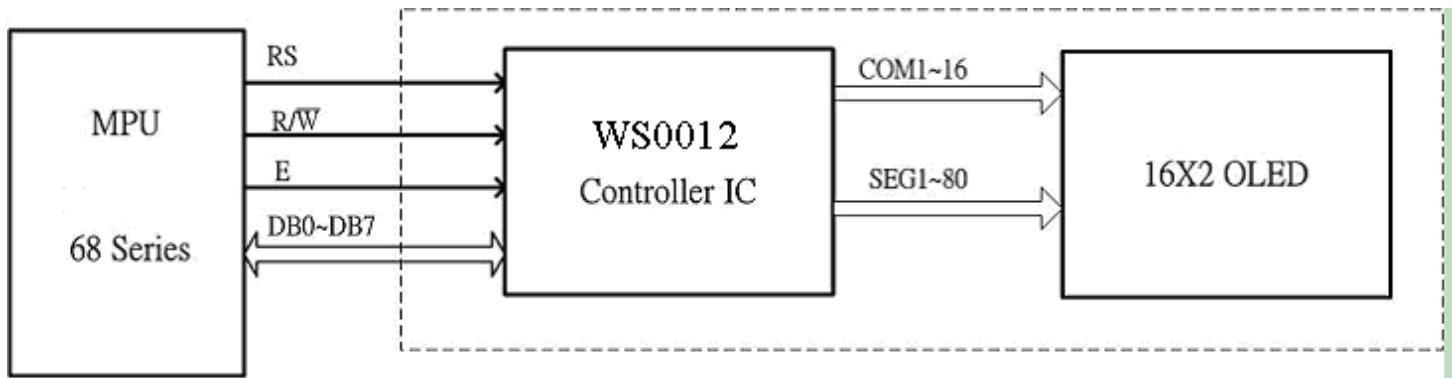 MPU
68 Series
RS
R/W̅
E
DB0~DB7
WS0012
Controller IC
COM1~16
SEG1~80
16X2 OLED